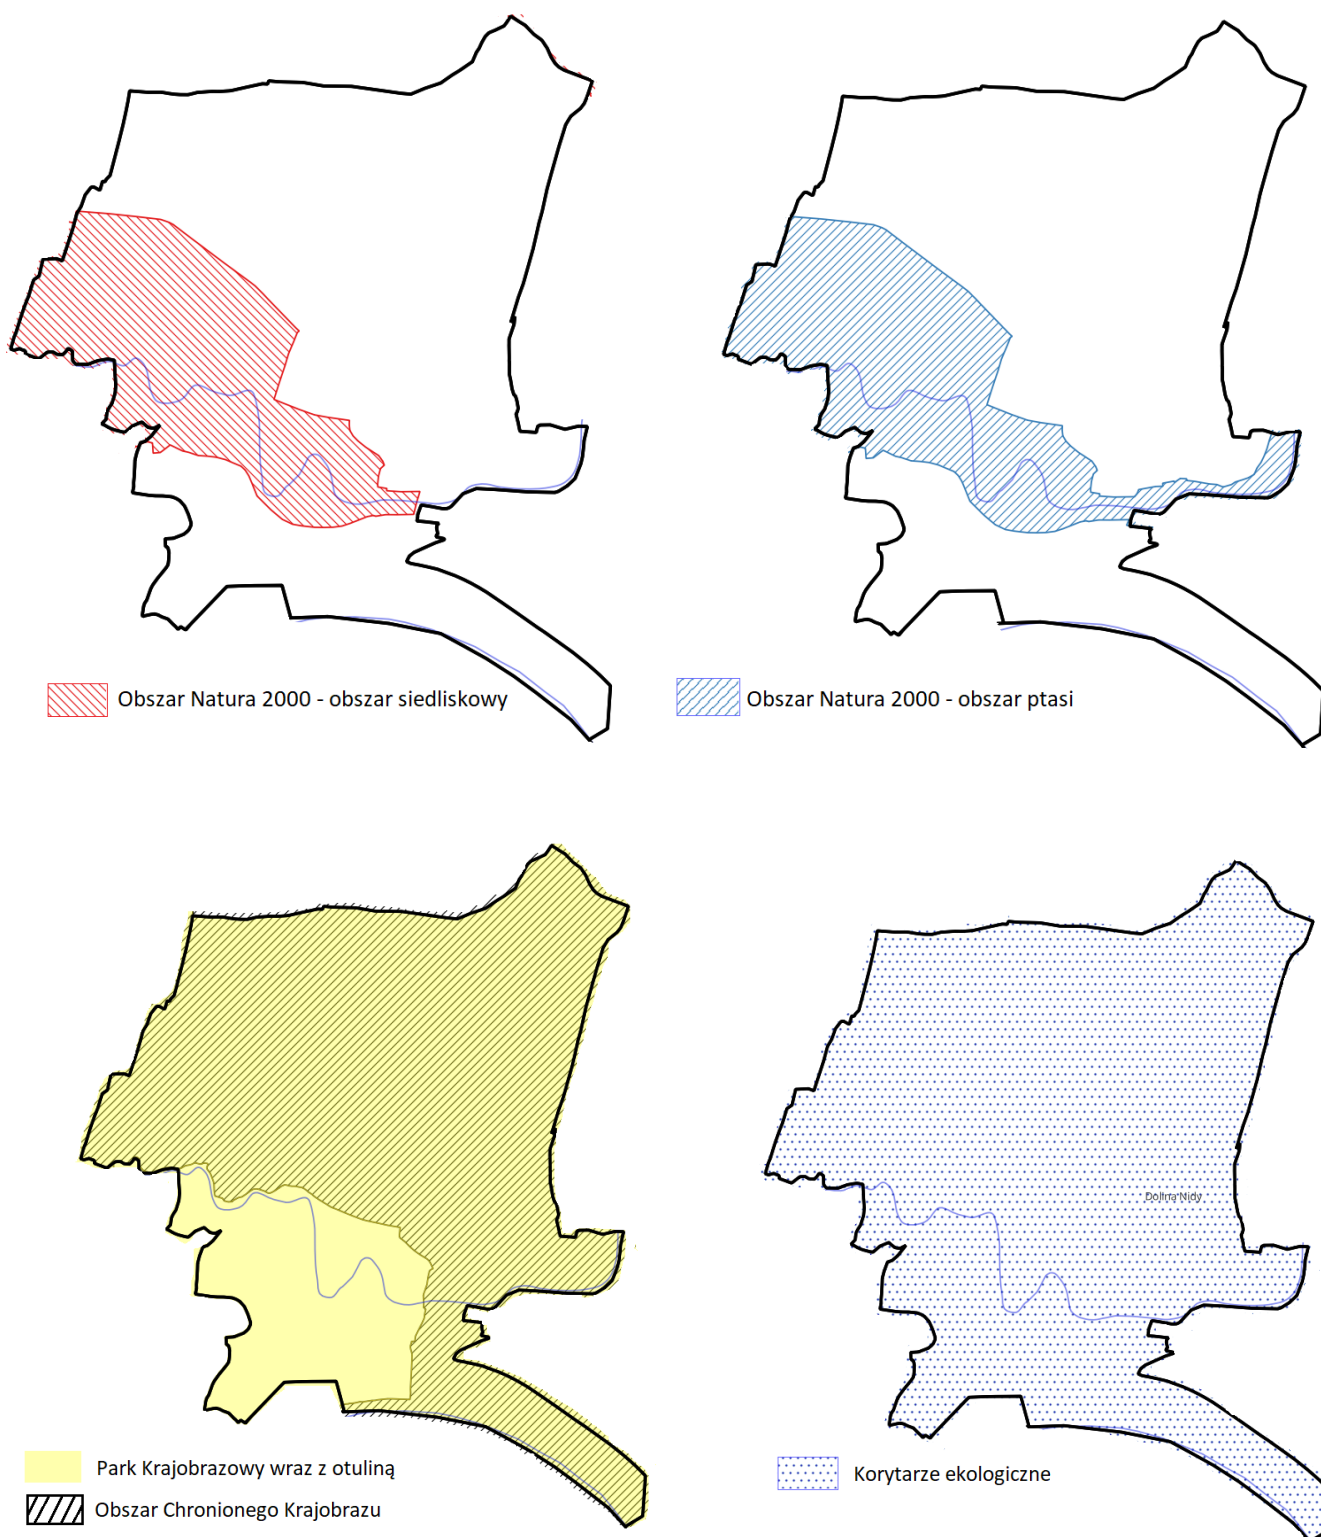 Obszar Natura 2000 - obszar siedliskowy
Obszar Natura 2000 - obszar ptasi
Dolina Nidy
Park Krajobrazowy wraz z otuliną
Obszar Chronionego Krajobrazu
Korytarze ekologiczne